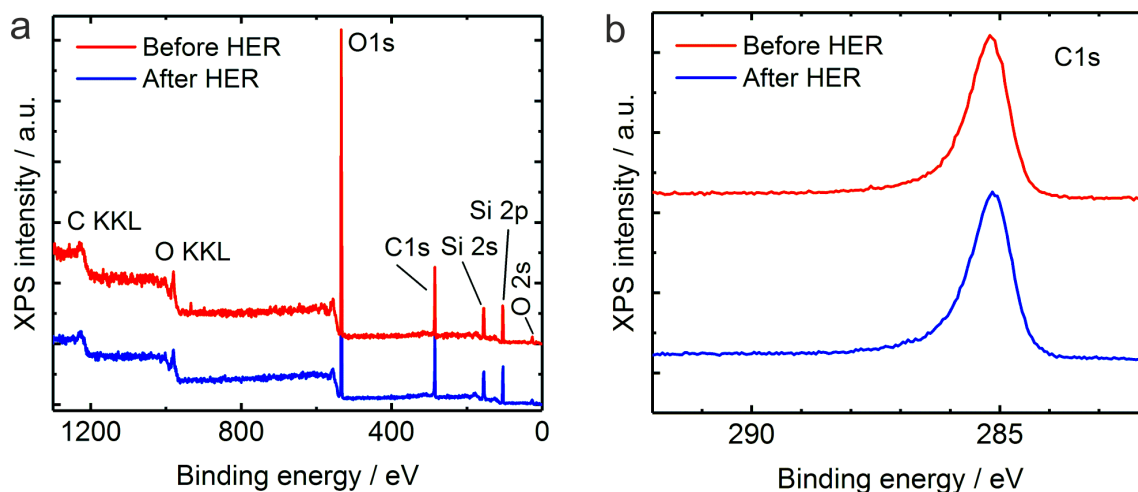 a
Before HER
After HER
O1s
C KKL
O KKL
C1s
Si 2s
Si 2p
O 2s
XPS intensity / a.u.
1200
800
400
0
Binding energy / eV
b
Before HER
After HER
C1s
XPS intensity / a.u.
290
285
Binding energy / eV